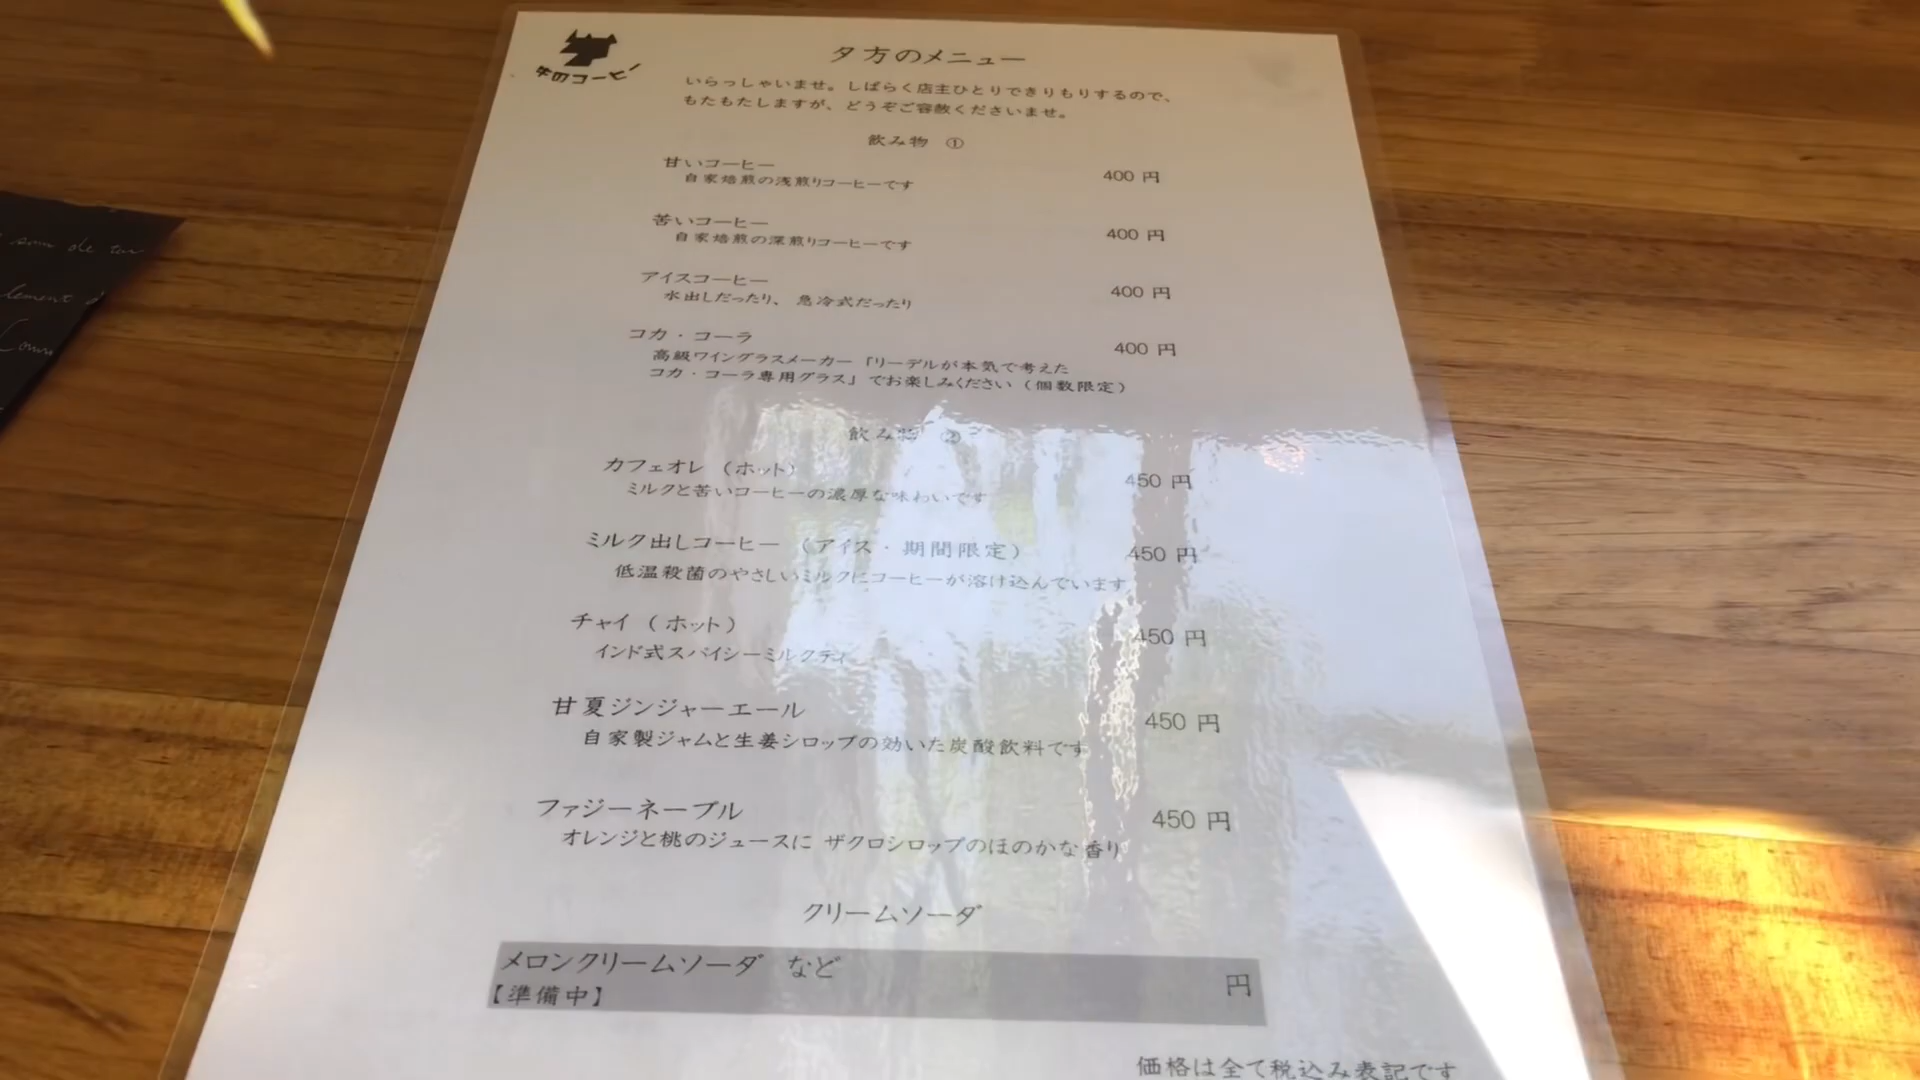 牛のコーヒー
夕方のメニュー
いらっしゃいませ。しばらく店主ひとりできりもりするので、
もたもたしますが、どうぞご容赦くださいませ。
飲み物 ①
甘いコーヒー
400 円
自家焙煎の浅煎りコーヒーです
苦いコーヒー
400 円
自家焙煎の深煎りコーヒーです
アイスコーヒー
400 円
水出しだったり、急冷式だったり
コカ・コーラ
400 円
高級ワイングラスメーカー「リーデルが本気で考えた
コカ・コーラ専用グラス」でお楽しみください(個数限定)
飲み物 ②
カフェオレ (ホット)
450 円
ミルクと苦いコーヒーの濃厚な味わいです
ミルク出しコーヒー (アイス・期間限定)
450 円
低温殺菌のやさしいミルクにコーヒーが溶け込んでいます
チャイ (ホット)
450 円
インド式スパイシーミルクティ
甘夏ジンジャーエール
450 円
自家製ジャムと生姜シロップの効いた炭酸飲料です
ファジーネーブル
450 円
オレンジと桃のジュースに ザクロシロップのほのかな香り
クリームソーダ
メロンクリームソーダ など
円
【準備中】
価格は全て税込み表記です